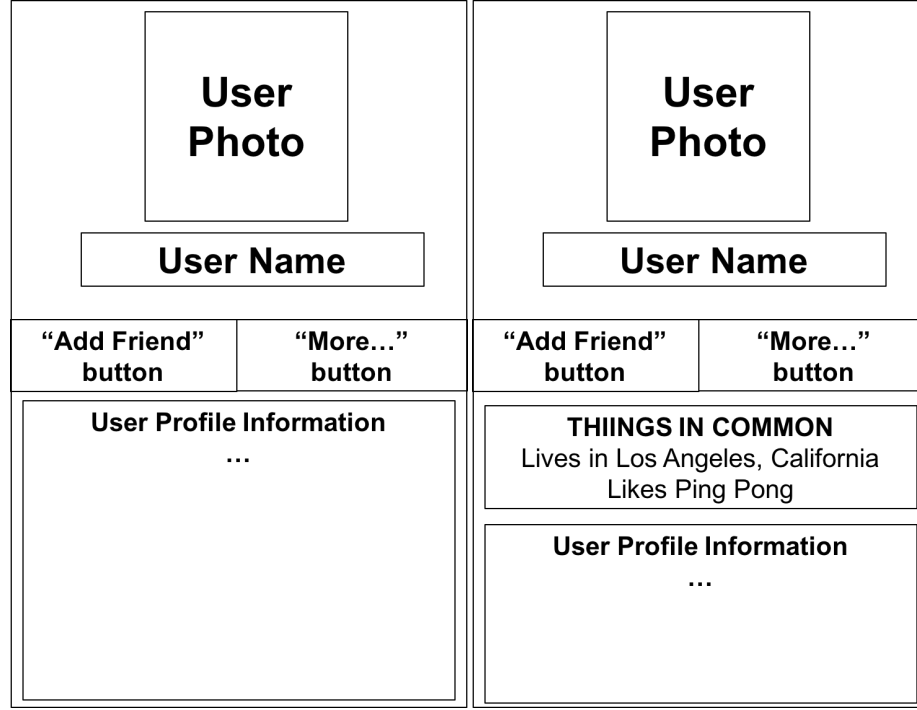 User
Photo
User Name
“Add Friend”
button
“More…”
button
User Profile Information
…
User
Photo
User Name
“Add Friend”
button
“More…”
button
THIINGS IN COMMON
Lives in Los Angeles, California
Likes Ping Pong
User Profile Information
…